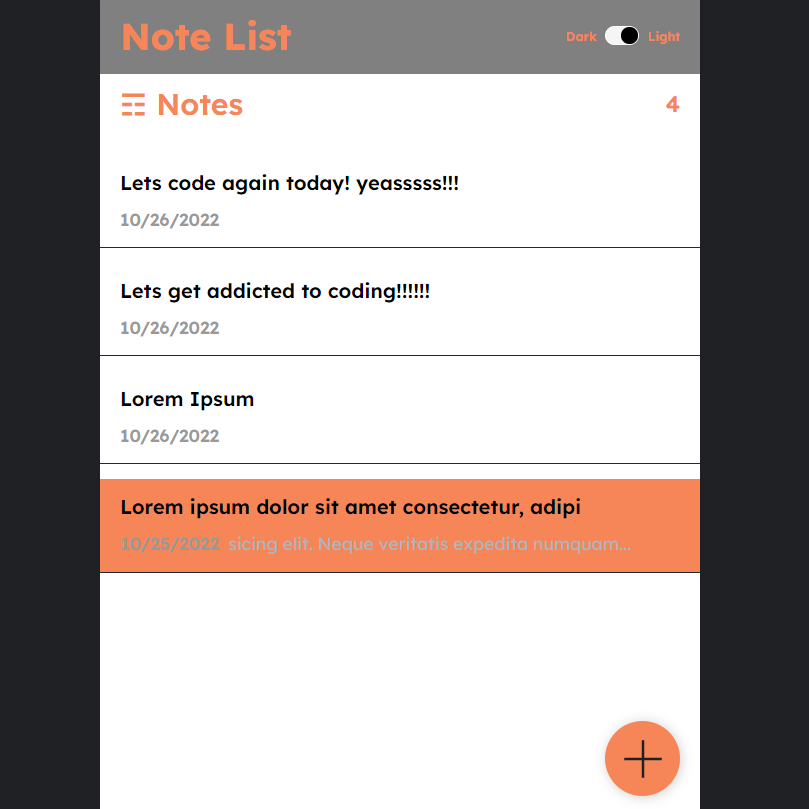 Note List
Dark Light
☶ Notes 4
Lets code again today! yeasssss!!!
10/26/2022
Lets get addicted to coding!!!!!!
10/26/2022
Lorem Ipsum
10/26/2022
Lorem ipsum dolor sit amet consectetur, adipi
10/25/2022 sicing elit. Neque veritatis expedita numquam...